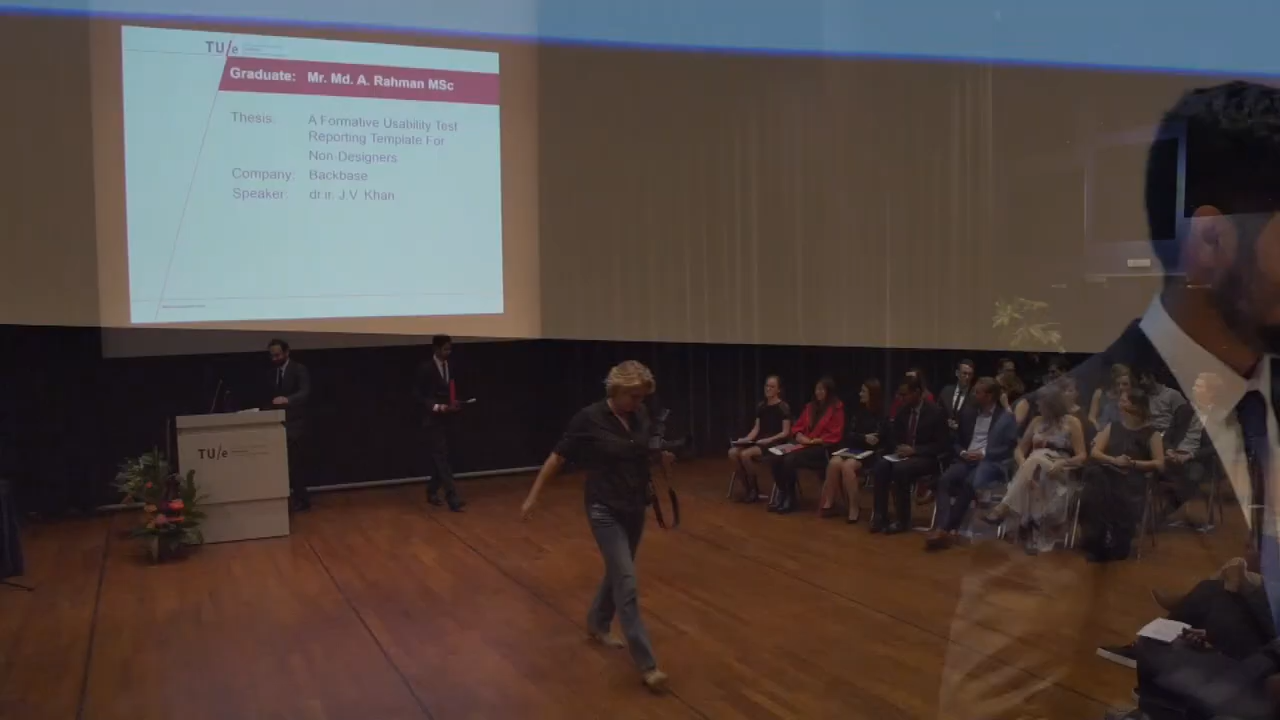 TU/e
Graduate: Mr. Md. A. Rahman MSc
Thesis: A Formative Usability Test
Reporting Template For
Non-Designers
Company: Backbase
Speaker: dr.ir. J.V. Khan
TU/e